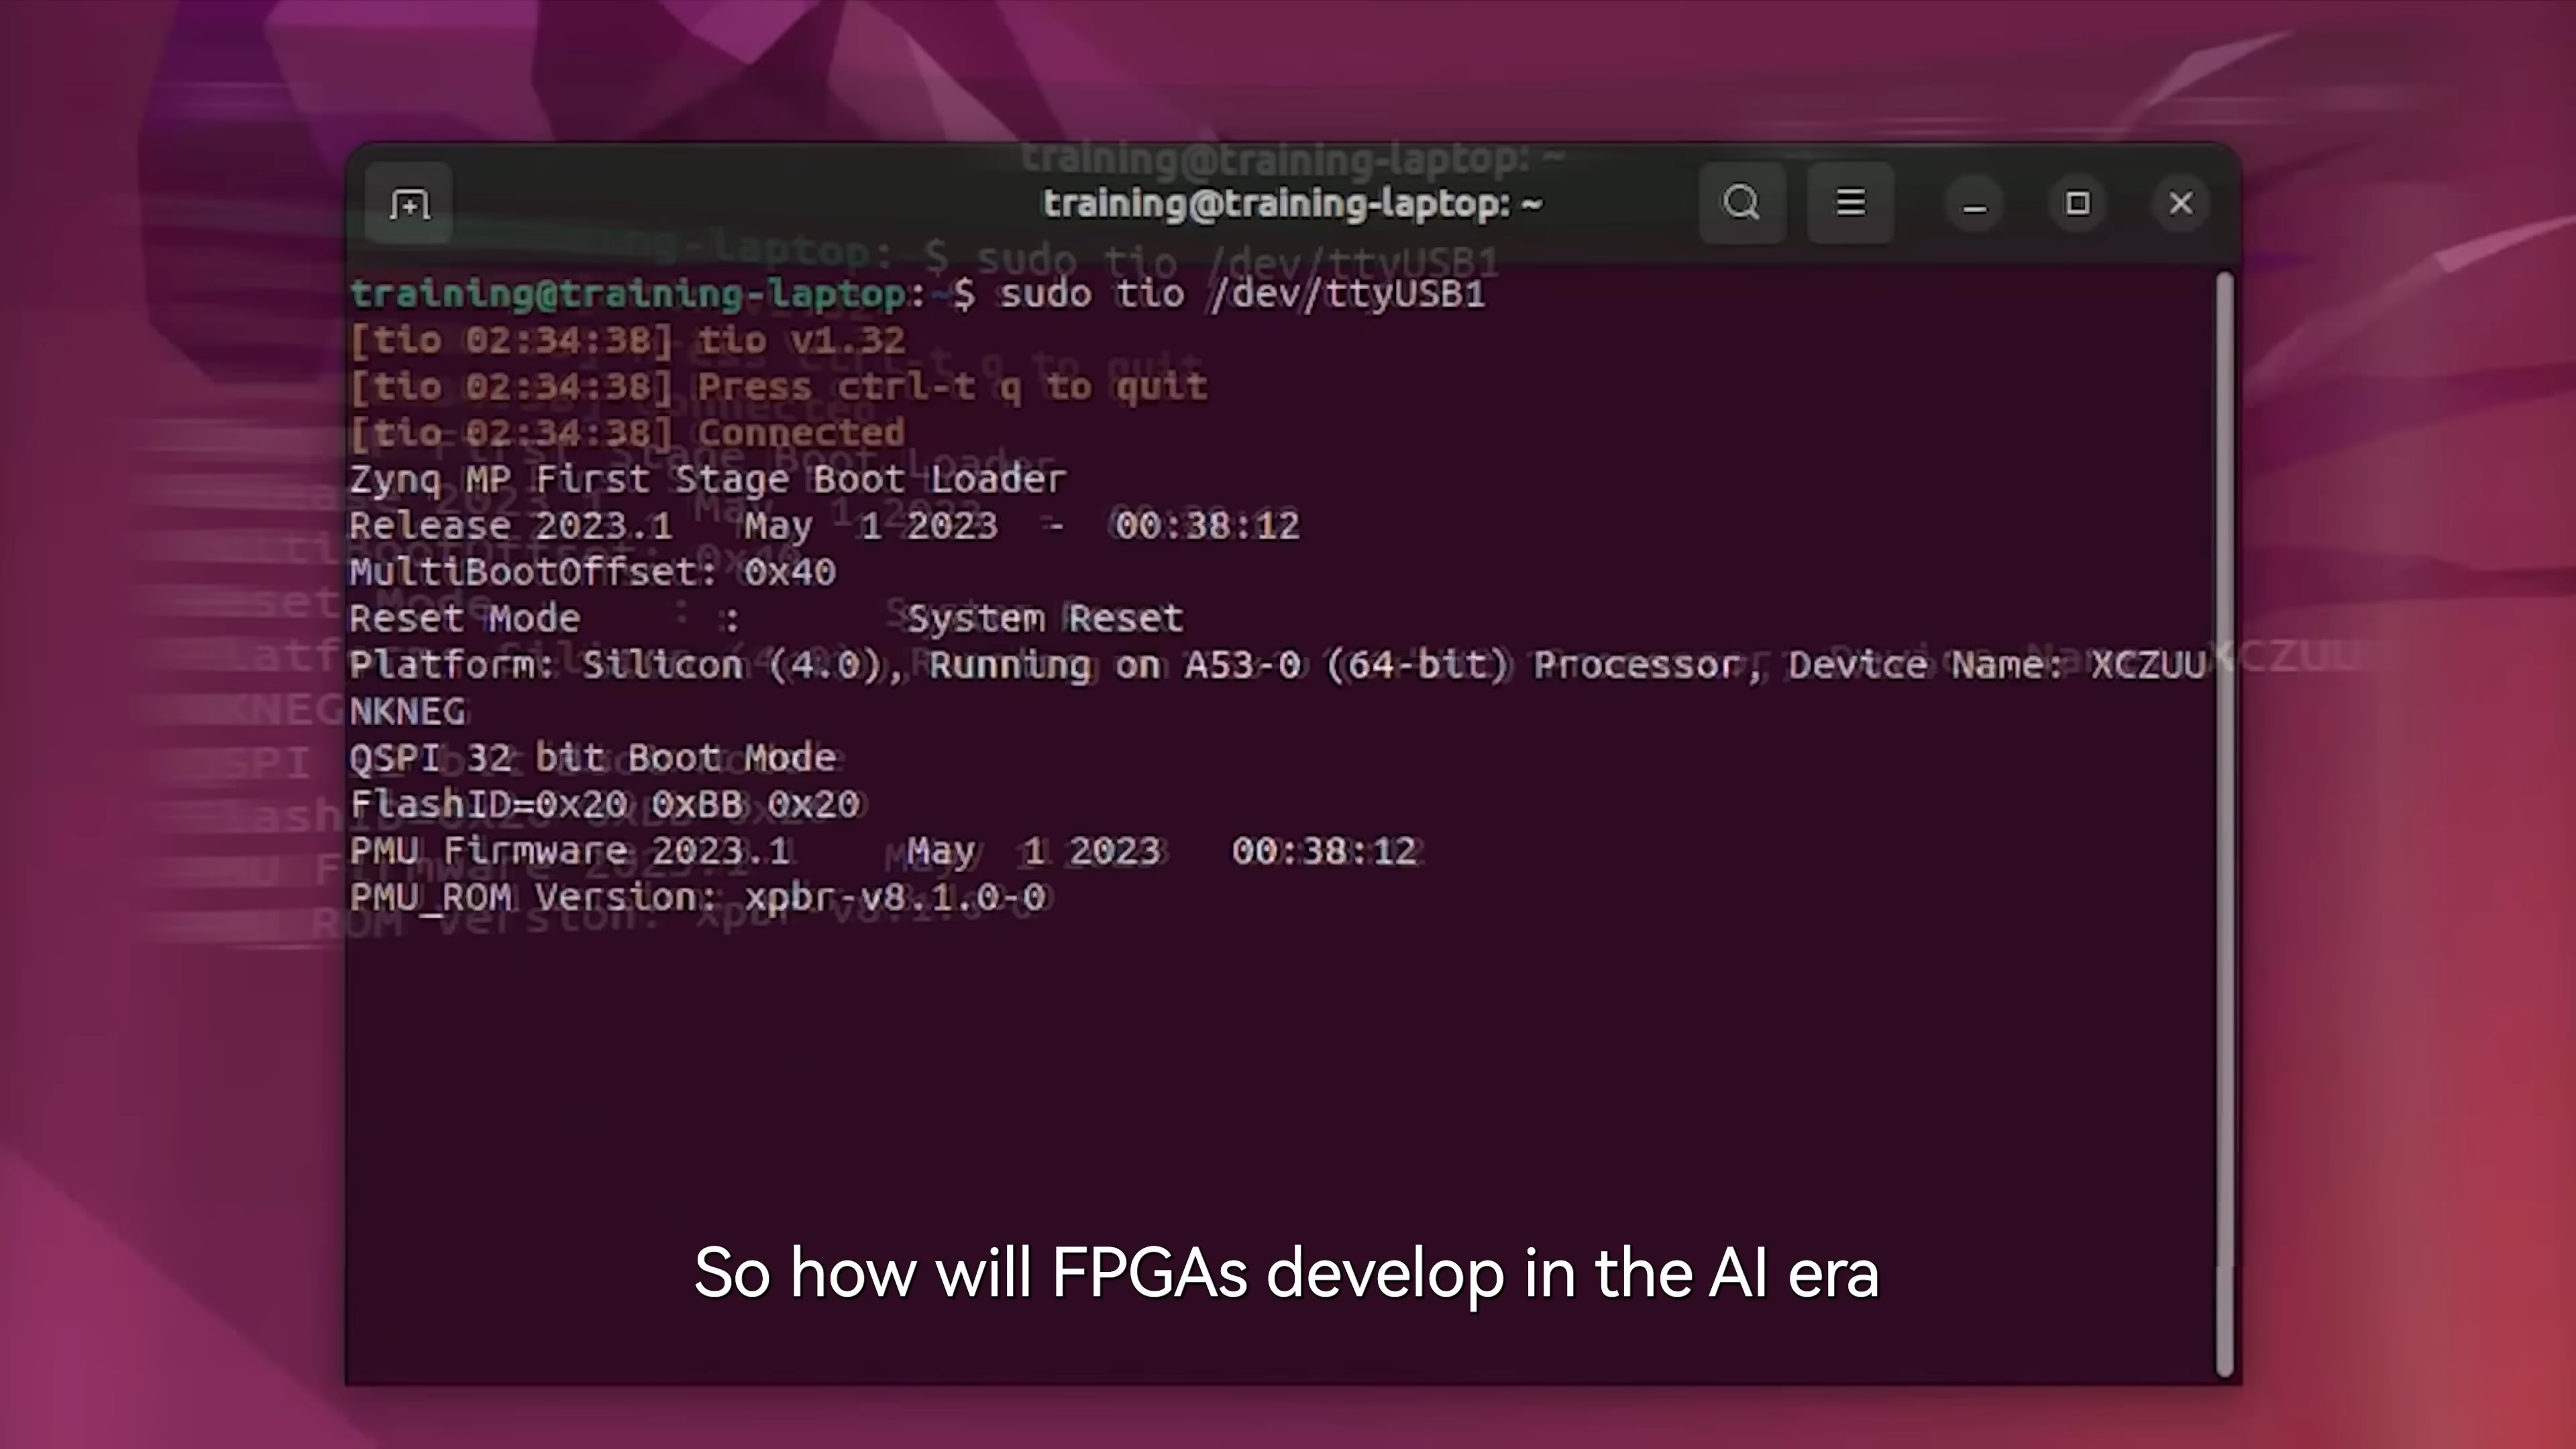 training@training-laptop: ~
training@training-laptop:~$ sudo tio /dev/ttyUSB1
[tio 02:34:38] tio v1.32
[tio 02:34:38] Press ctrl-t q to quit
[tio 02:34:38] Connected
Zynq MP First Stage Boot Loader
Release 2023.1   May  1 2023  -  00:38:12
MultiBootOffset: 0x40
Reset Mode      :       System Reset
Platform: Silicon (4.0), Running on A53-0 (64-bit) Processor, Device Name: XCZUU
NKNEG
QSPI 32 bit Boot Mode
FlashID=0x20 0xBB 0x20
PMU Firmware 2023.1     May  1 2023   00:38:12
PMU_ROM Version: xpbr-v8.1.0-0
So how will FPGAs develop in the AI era